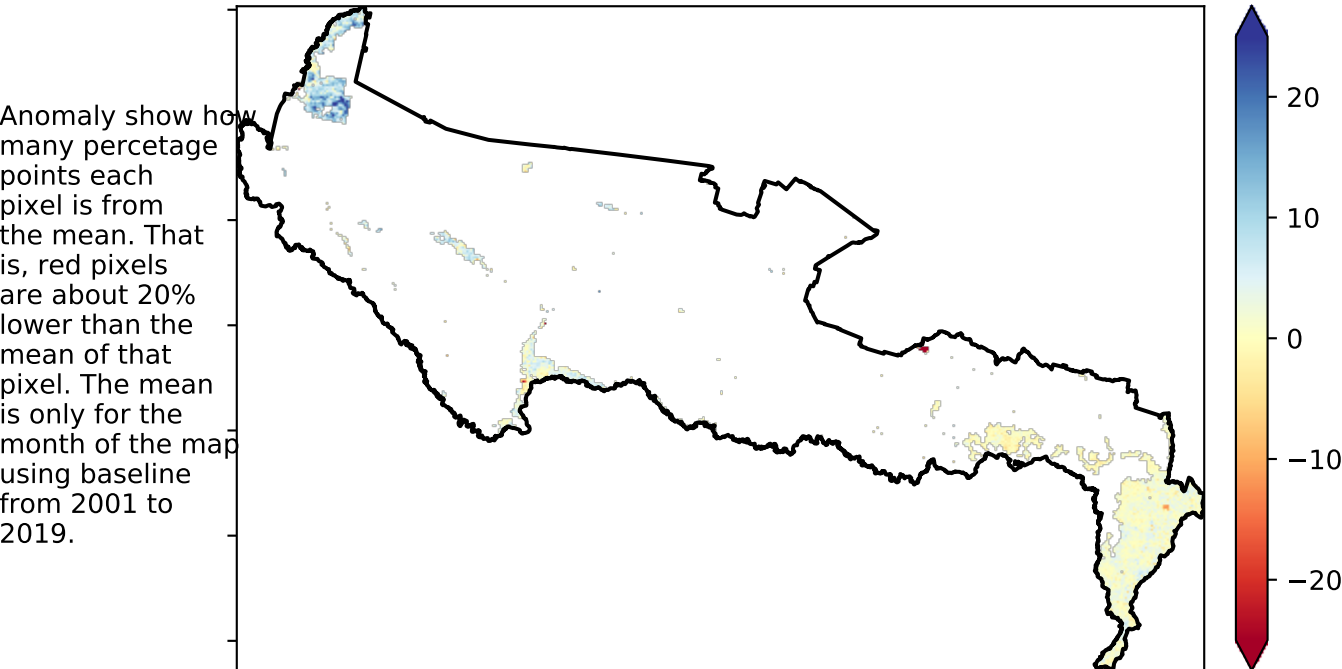 Anomaly show how
many percetage
points each
pixel is from
the mean. That
is, red pixels
are about 20%
lower than the
mean of that
pixel. The mean
is only for the
month of the map
using baseline
from 2001 to
2019.
20
10
0
−10
−20